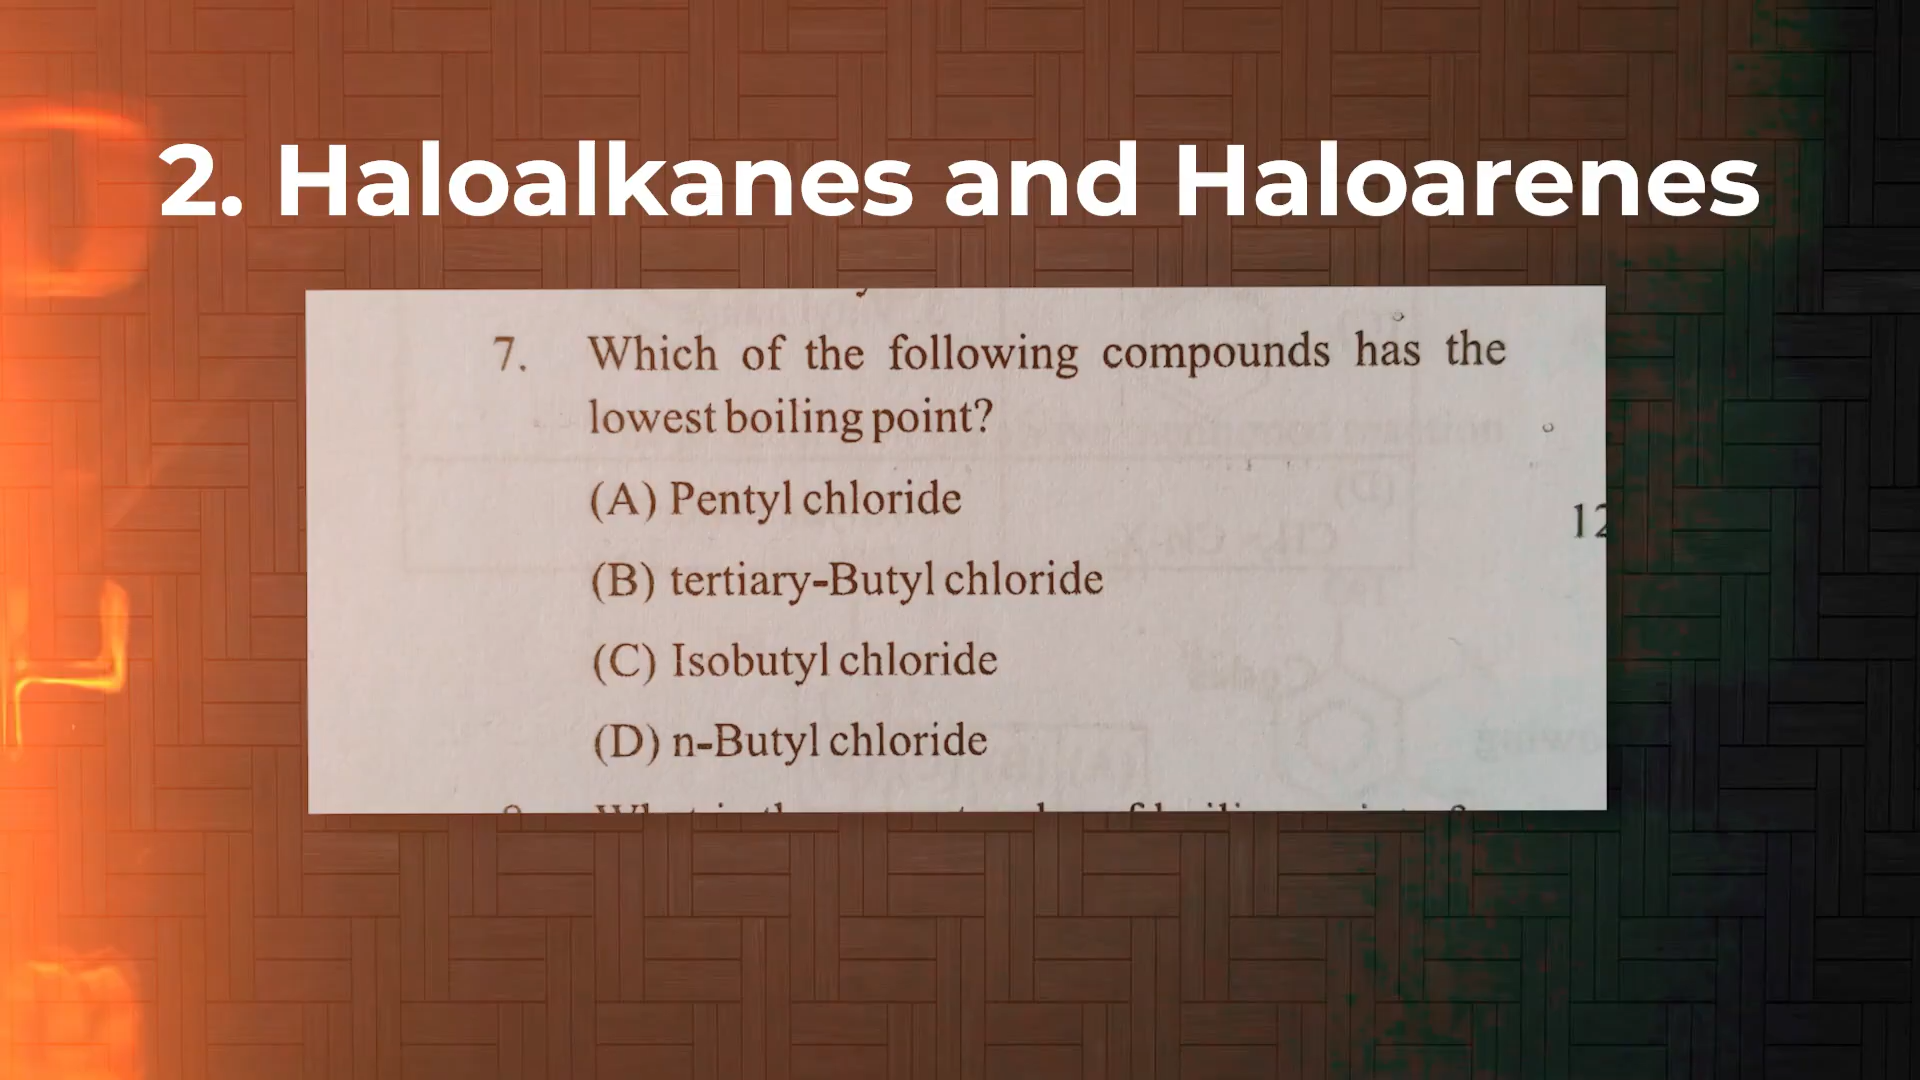 2. Haloalkanes and Haloarenes
7. Which of the following compounds has the
lowest boiling point?
(A) Pentyl chloride
12
(B) tertiary-Butyl chloride
(C) Isobutyl chloride
(D) n-Butyl chloride